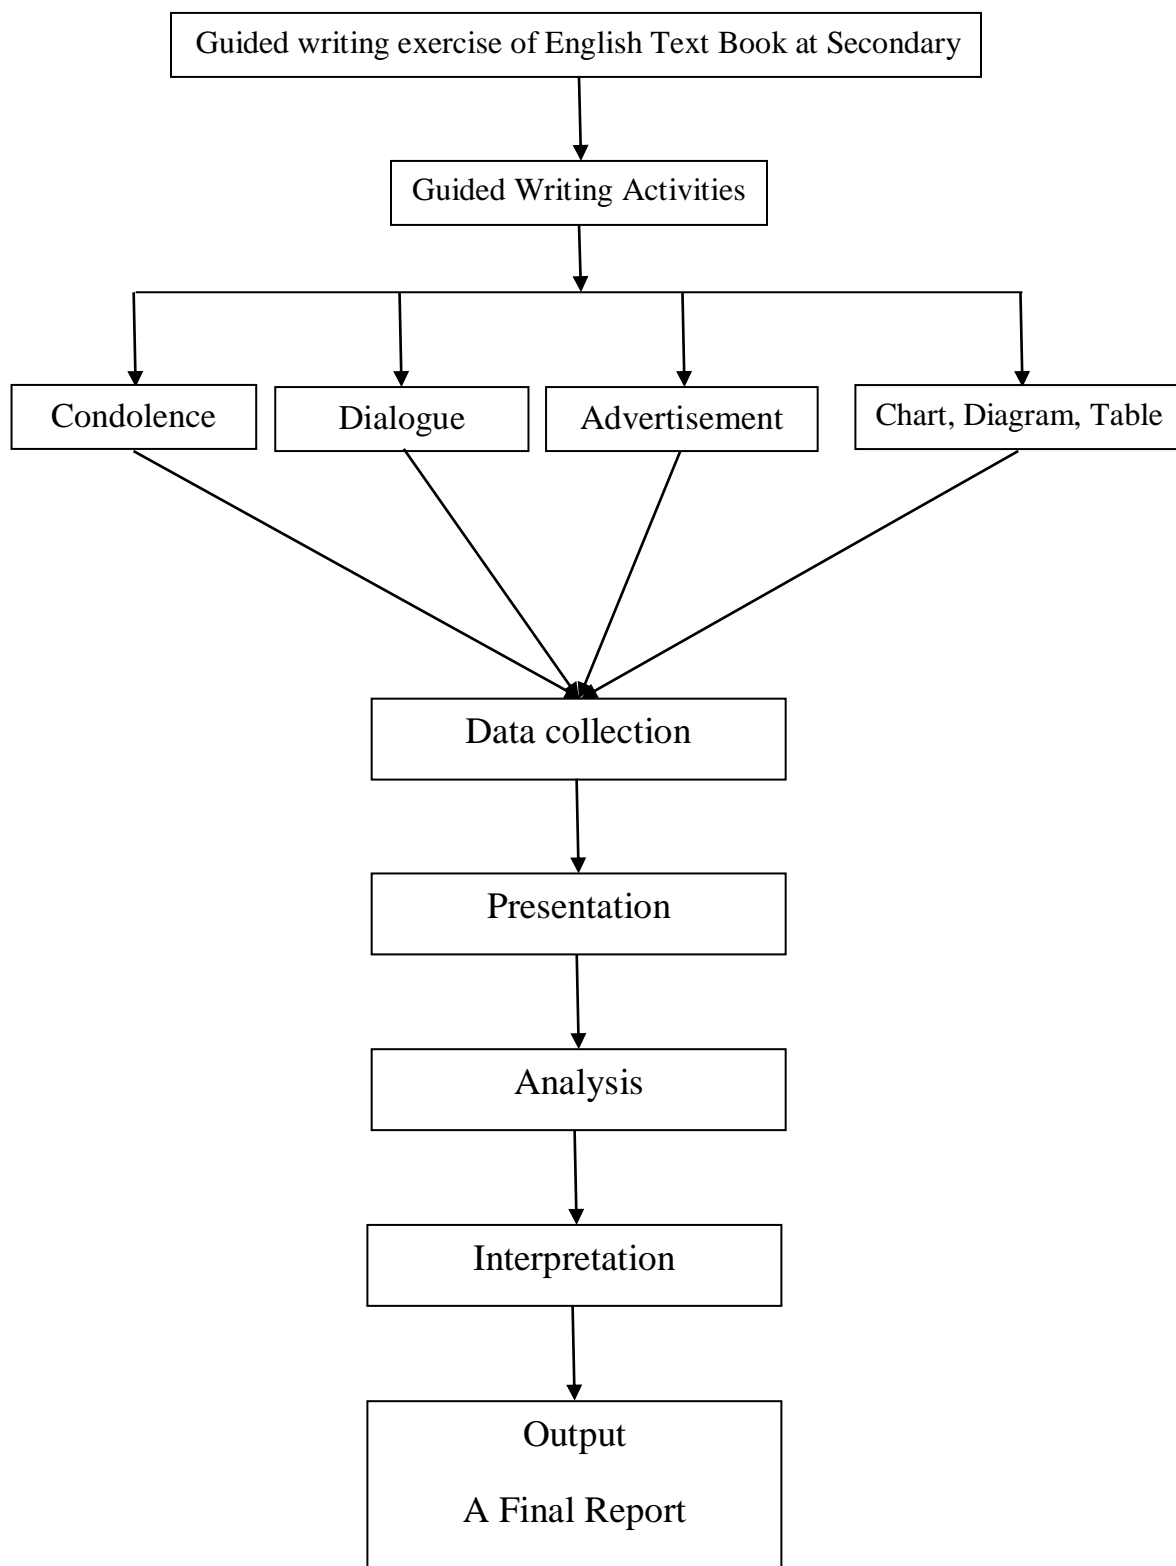 Guided writing exercise of English Text Book at Secondary
Guided Writing Activities
Condolence
Dialogue
Advertisement
Chart, Diagram, Table
Data collection
Presentation
Analysis
Interpretation
Output
A Final Report